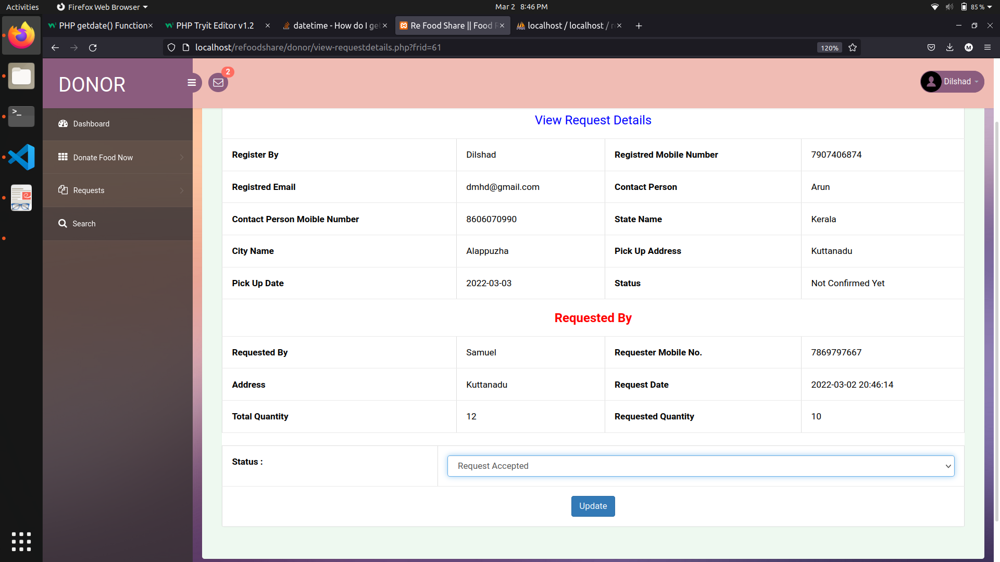 Activities Firefox Web Browser Mar 2 8:46 PM 85 %
PHP getdate() Function PHP Tryit Editor v1.2 datetime - How do I get Re Food Share || Food localhost / localhost /
localhost/refoodshare/donor/view-requestdetails.php?frid=61 120% M
DONOR 2 Dilshad
Dashboard
Donate Food Now
Requests
Search
View Request Details
Register By Dilshad Registred Mobile Number 7907406874
Registred Email dmhd@gmail.com Contact Person Arun
Contact Person Moible Number 8606070990 State Name Kerala
City Name Alappuzha Pick Up Address Kuttanadu
Pick Up Date 2022-03-03 Status Not Confirmed Yet
Requested By
Requested By Samuel Requester Mobile No. 7869797667
Address Kuttanadu Request Date 2022-03-02 20:46:14
Total Quantity 12 Requested Quantity 10
Status : Request Accepted
Update